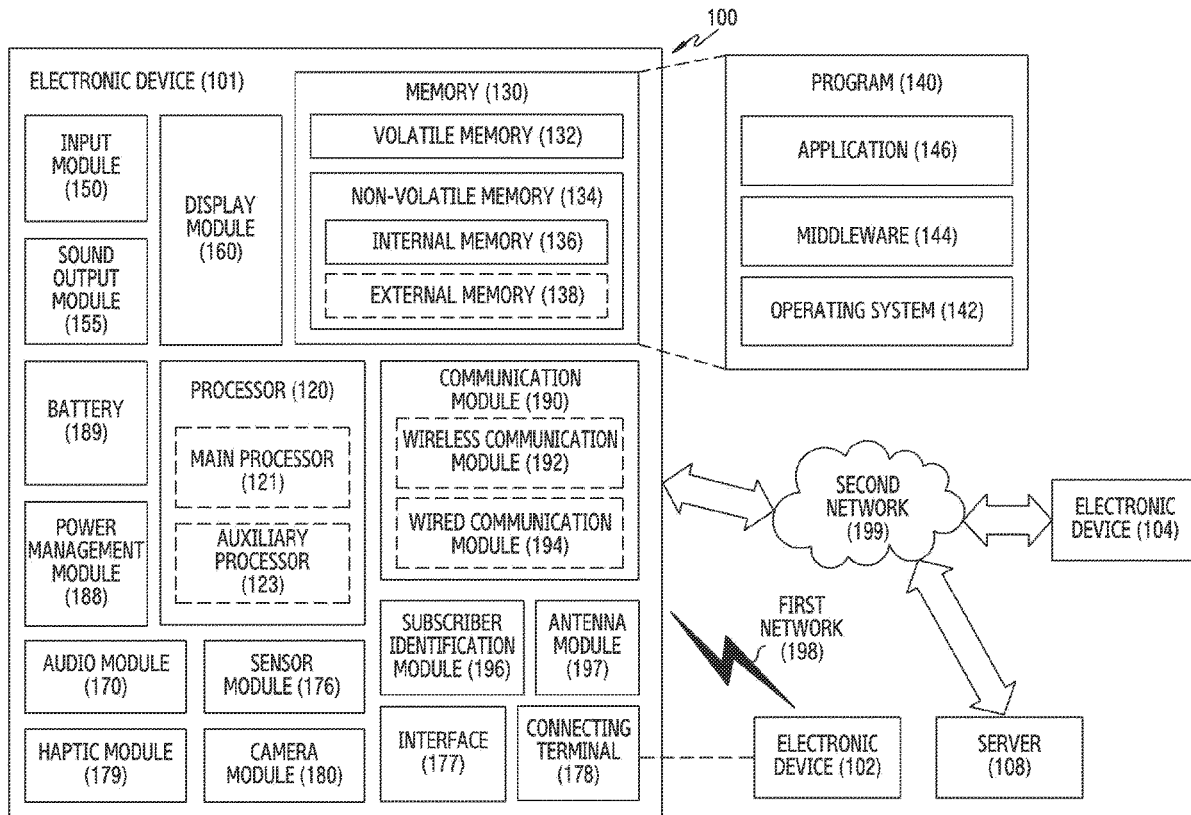 100
ELECTRONIC DEVICE (101)
INPUT
MODULE
(150)
SOUND
OUTPUT
MODULE
(155)
DISPLAY
MODULE
(160)
MEMORY (130)
VOLATILE MEMORY (132)
NON-VOLATILE MEMORY (134)
INTERNAL MEMORY (136)
EXTERNAL MEMORY (138)
PROGRAM (140)
APPLICATION (146)
MIDDLEWARE (144)
OPERATING SYSTEM (142)
BATTERY
(189)
POWER
MANAGEMENT
MODULE
(188)
PROCESSOR (120)
MAIN PROCESSOR
(121)
AUXILIARY
PROCESSOR
(123)
COMMUNICATION
MODULE (190)
WIRELESS COMMUNICATION
MODULE (192)
WIRED COMMUNICATION
MODULE (194)
SECOND
NETWORK
(199)
ELECTRONIC
DEVICE (104)
AUDIO MODULE
(170)
SENSOR
MODULE (176)
SUBSCRIBER
IDENTIFICATION
MODULE (196)
ANTENNA
MODULE
(197)
FIRST
NETWORK
(198)
HAPTIC MODULE
(179)
CAMERA
MODULE (180)
INTERFACE
(177)
CONNECTING
TERMINAL
(178)
ELECTRONIC
DEVICE (102)
SERVER
(108)